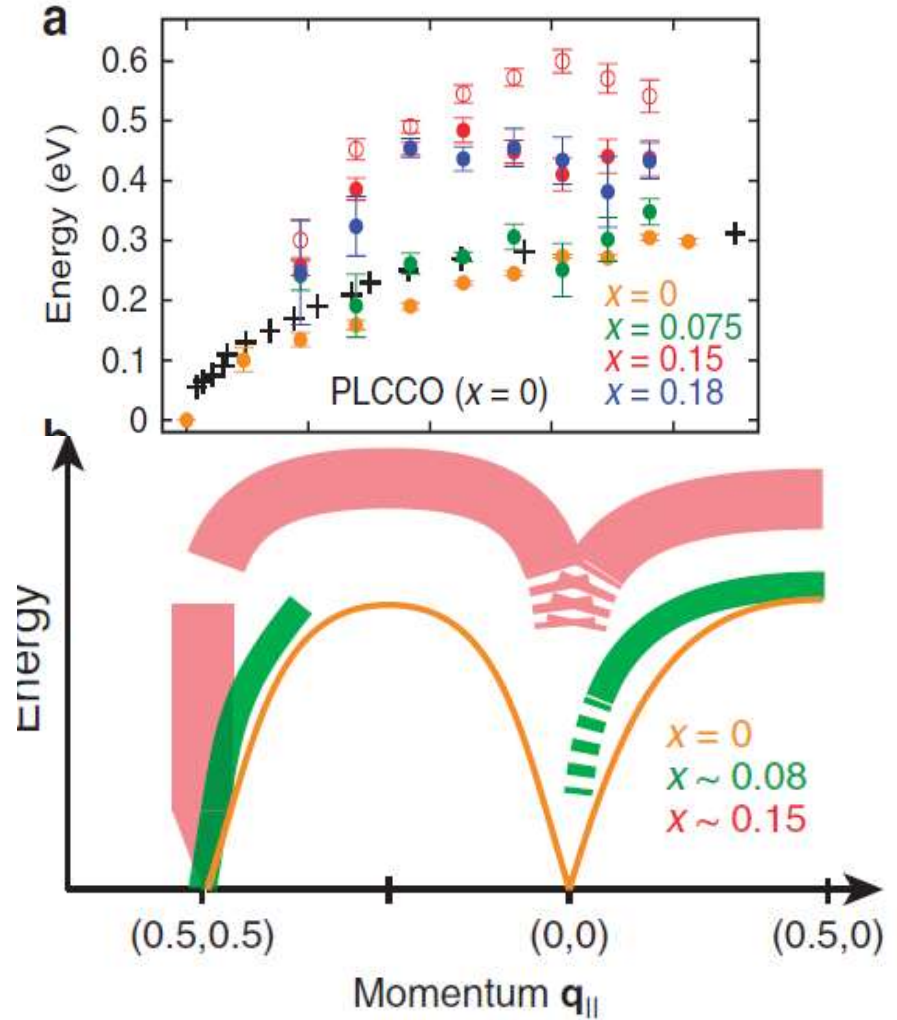 a
0.6
0.5
0.4
0.3
0.2
0.1
0
Energy (eV)
x = 0
x = 0.075
x = 0.15
x = 0.18
PLCCO (x = 0)
Energy
x = 0
x ~ 0.08
x ~ 0.15
(0.5,0.5)
(0,0)
(0.5,0)
Momentum q||